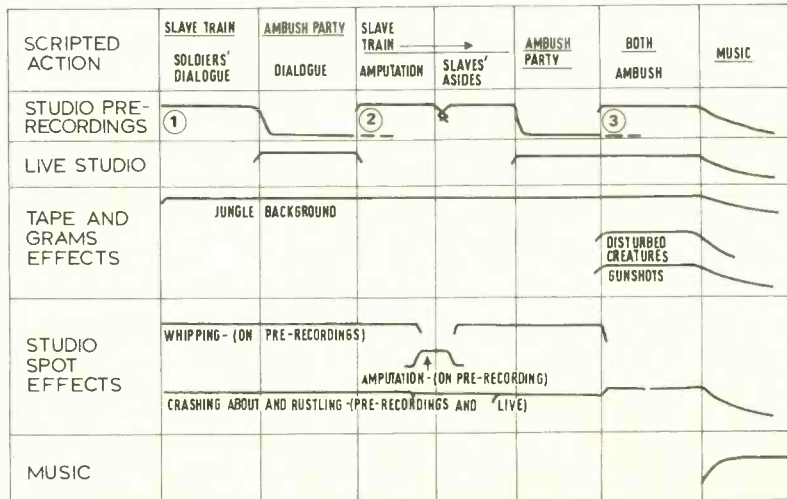 SCRIPTED
ACTION
SLAVE TRAIN
SOLDIERS'
DIALOGUE
AMBUSH PARTY
DIALOGUE
SLAVE
TRAIN
AMPUTATION
SLAVES'
ASIDES
AMBUSH
PARTY
BOTH
AMBUSH
MUSIC
STUDIO PRE-
RECORDINGS
1
2
3
LIVE STUDIO
TAPE AND
GRAMS
EFFECTS
JUNGLE BACKGROUND
DISTURBED
CREATURES
GUNSHOTS
STUDIO
SPOT
EFFECTS
WHIPPING-(ON PRE-RECORDINGS)
AMPUTATION-(ON PRE-RECORDING)
CRASHING ABOUT AND RUSTLING-(PRE-RECORDINGS AND LIVE)
MUSIC